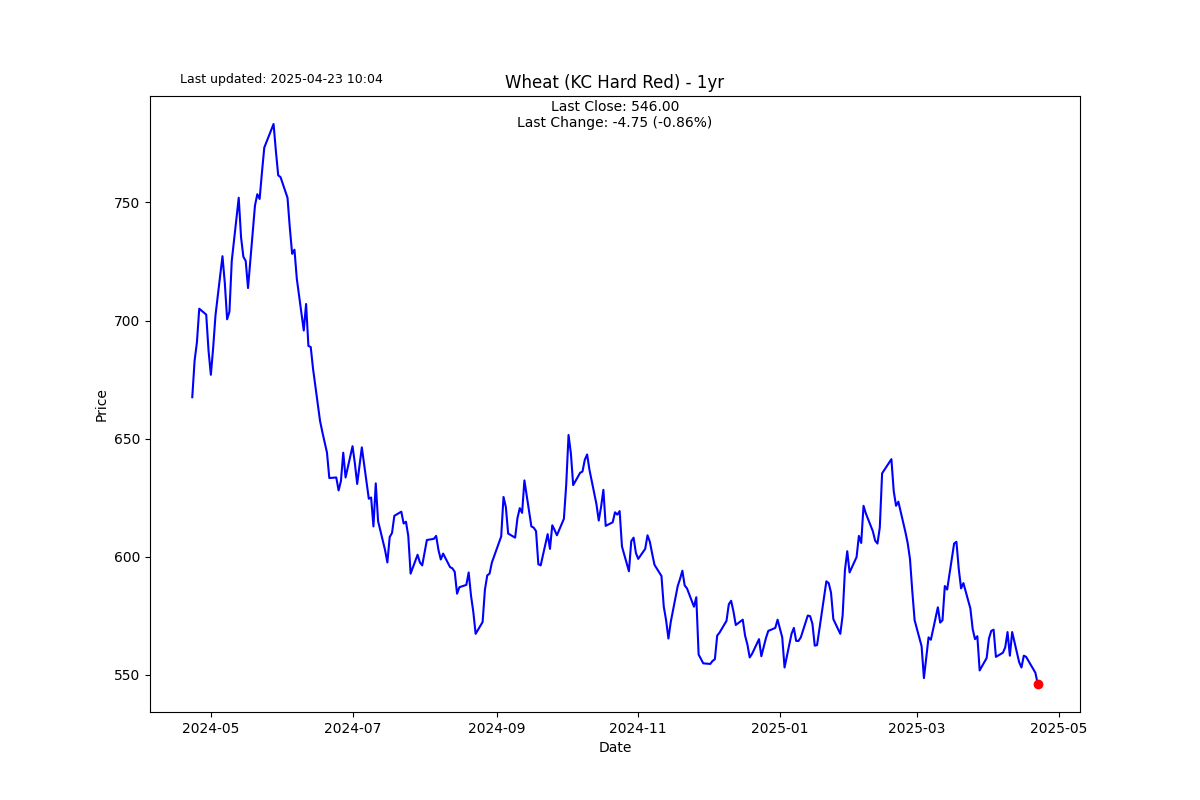 Last updated: 2025-04-23 10:04
Wheat (KC Hard Red) - 1yr
Last Close: 546.00
Last Change: -4.75 (-0.86%)
Price
750
700
650
600
550
2024-05
2024-07
2024-09
2024-11
2025-01
2025-03
2025-05
Date